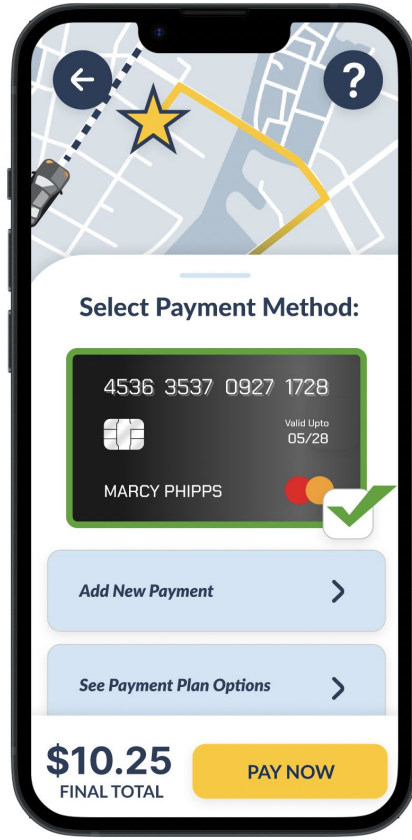 ?
Select Payment Method:
4536 3537 0927 1728
Valid Upto
05/28
MARCY PHIPPS
Add New Payment
See Payment Plan Options
$10.25
FINAL TOTAL
PAY NOW